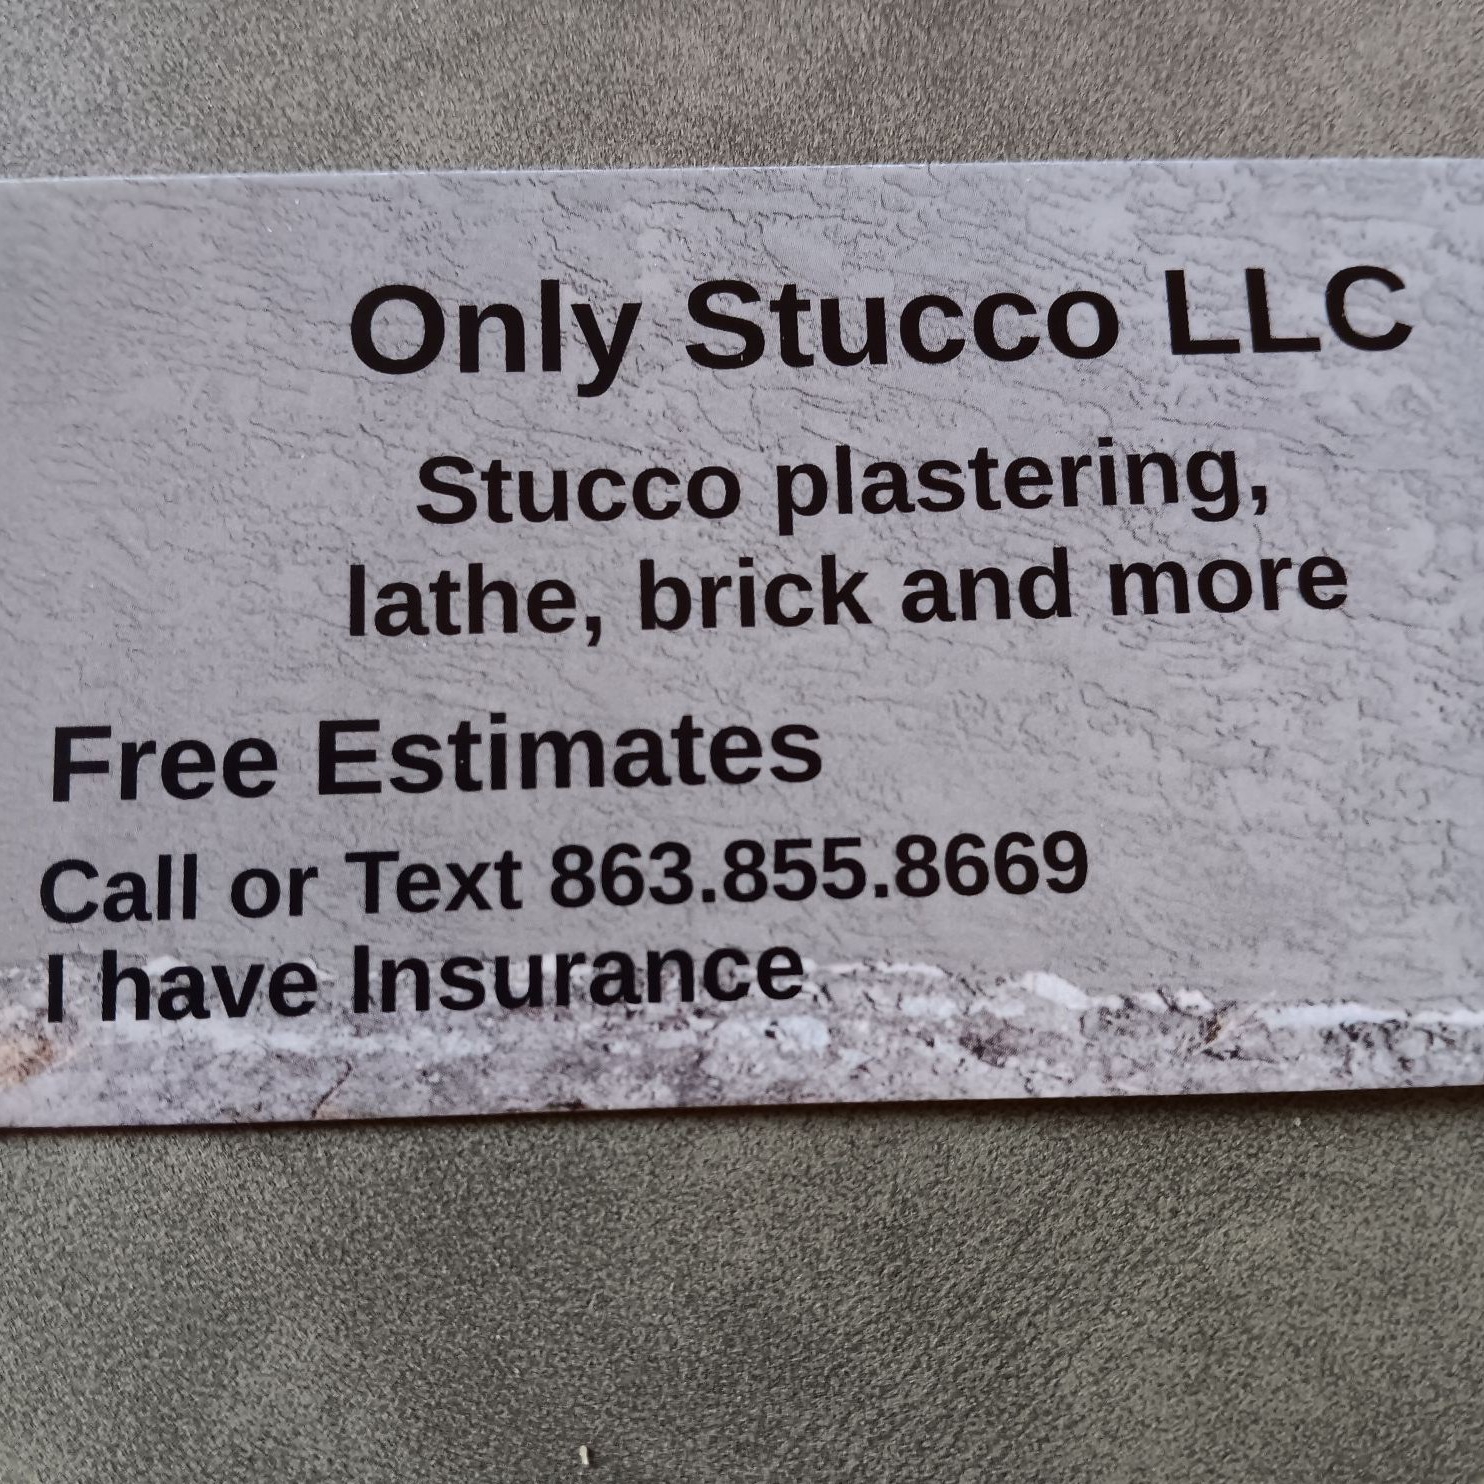 Only Stucco LLC
Stucco plastering,
lathe, brick and more
Free Estimates
Call or Text 863.855.8669
I have Insurance